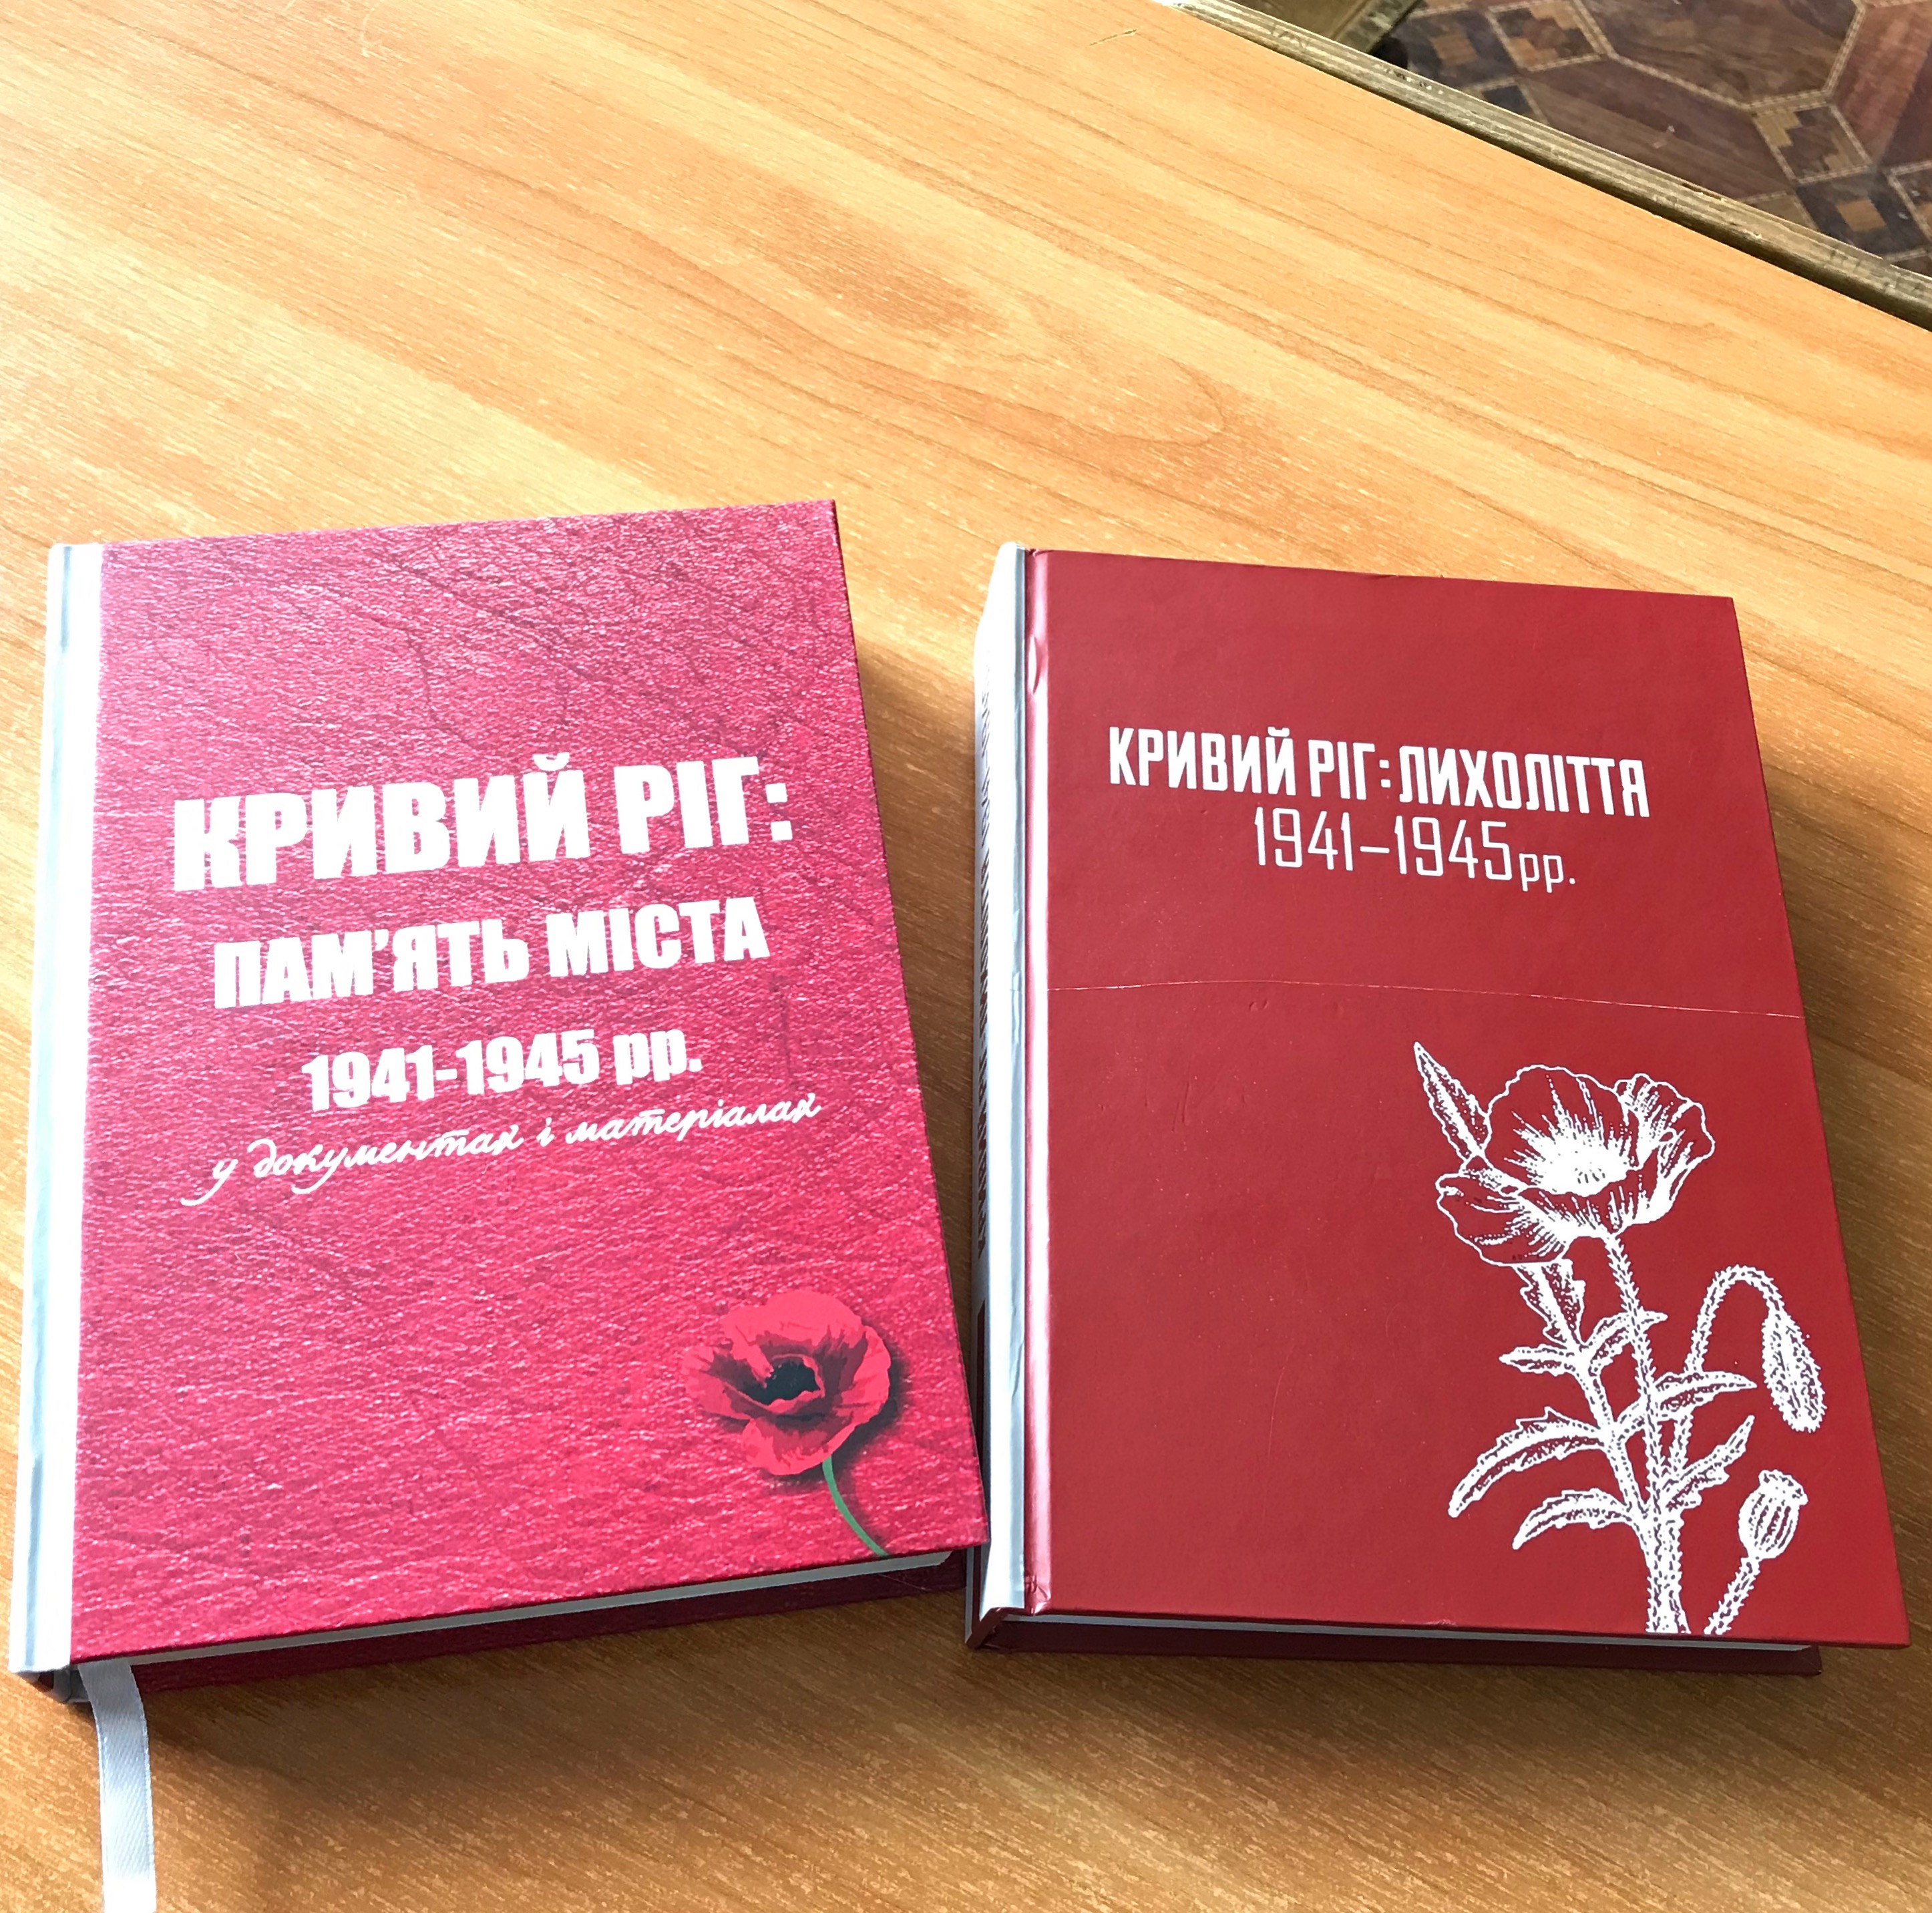 КРИВИЙ РІГ:
ПАМ'ЯТЬ МІСТА
1941-1945 рр.
у документах і матеріалах
КРИВИЙ РІГ: ЛИХОЛІТТЯ
1941–1945 рр.